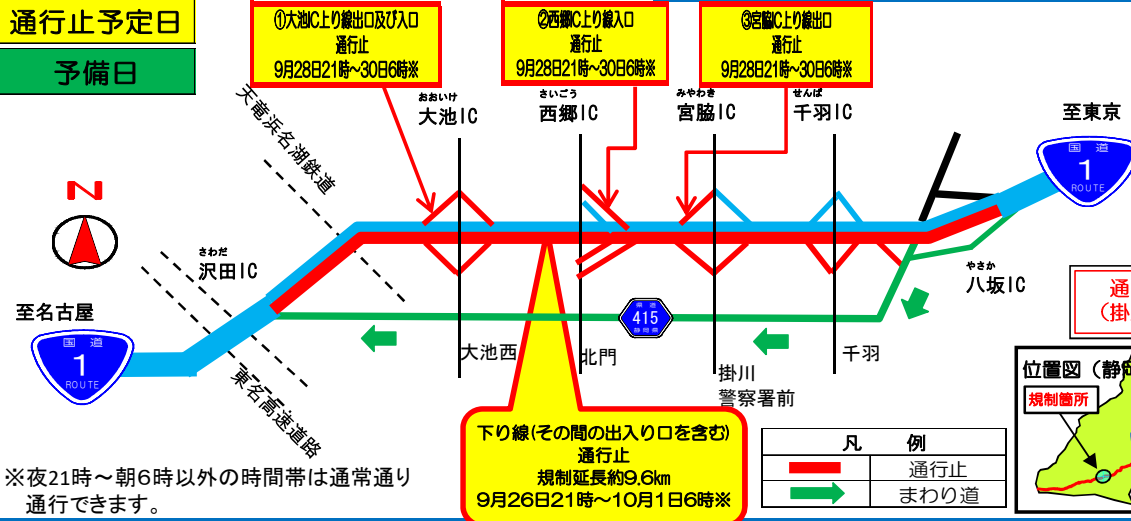 通行止予定日
予備日
①大池IC上り線出口及び入口
通行止
9月28日21時～30日6時※
②西郷IC上り線入口
通行止
9月28日21時～30日6時※
③宮脇IC上り線出口
通行止
9月28日21時～30日6時※
おおいけ
大池IC
さいごう
西郷IC
みやわき
宮脇IC
せんば
千羽IC
至東京
国道
1
ROUTE
天竜浜名湖鉄道
N
さわだ
沢田IC
やさか
八坂IC
至名古屋
国道
1
ROUTE
東名高速道路
県道
415
静岡県
大池西
北門
掛川
警察署前
千羽
通
(掛
位置図（静岡
規制箇所
下り線(その間の出入り口を含む)
通行止
規制延長約9.6km
9月26日21時～10月1日6時※
凡例
通行止
まわり道
※夜21時～朝6時以外の時間帯は通常通り
通行できます。